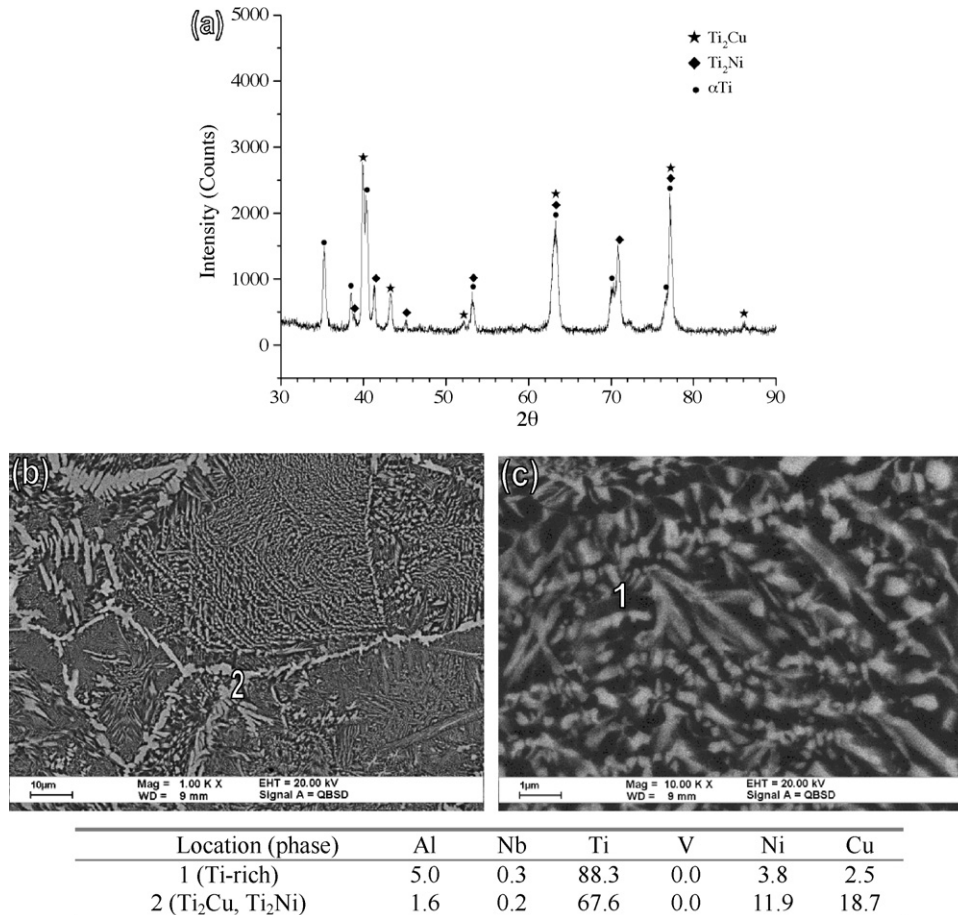 (a)
5000
4000
3000
2000
1000
0
Intensity (Counts)
★ Ti₂Cu
◆ Ti₂Ni
• αTi
30 40 50 60 70 80 90
2θ
(b)
2
10µm
Mag = 1.00 K X EHT = 20.00 kV
WD = 9 mm Signal A = QBSD
(c)
1
1µm
Mag = 10.00 K X EHT = 20.00 kV
WD = 9 mm Signal A = QBSD
Location (phase) Al Nb Ti V Ni Cu
1 (Ti-rich) 5.0 0.3 88.3 0.0 3.8 2.5
2 (Ti₂Cu, Ti₂Ni) 1.6 0.2 67.6 0.0 11.9 18.7